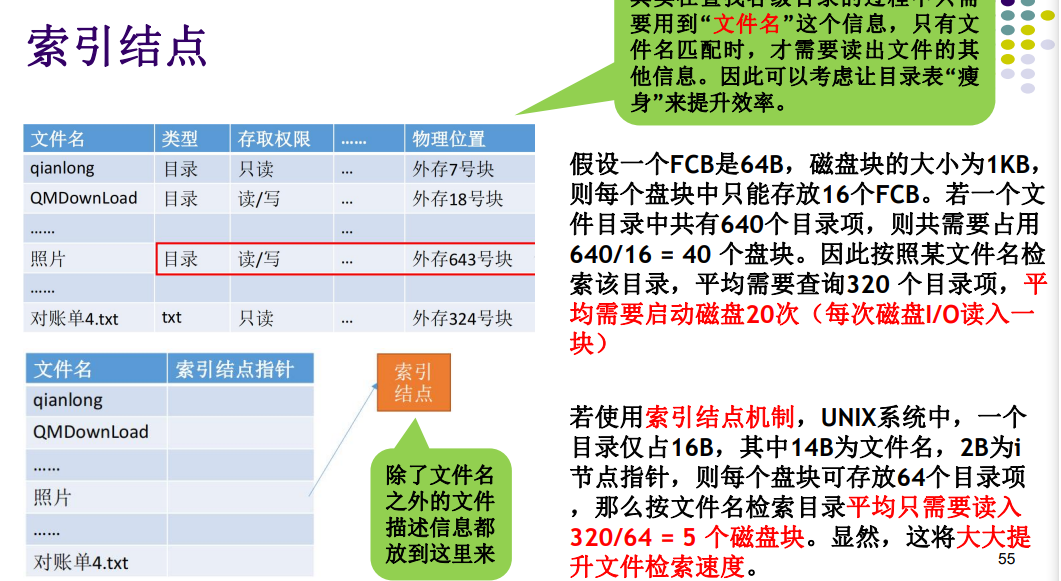 索引结点
要用到“文件名”这个信息，只有文
件名匹配时，才需要读出文件的其
他信息。因此可以考虑让目录表“瘦
身”来提升效率。
文件名 类型 存取权限 …… 物理位置
qianlong 目录 只读 ... 外存7号块
QMDownLoad 目录 读/写 ... 外存18号块
…… ...
照片 目录 读/写 ... 外存643号块
……
对账单4.txt txt 只读 ... 外存324号块
假设一个FCB是64B，磁盘块的大小为1KB，
则每个盘块中只能存放16个FCB。若一个文
件目录中共有640个目录项，则共需要占用
640/16 = 40 个盘块。因此按照某文件名检
索该目录，平均需要查询320 个目录项，平
均需要启动磁盘20次（每次磁盘I/O读入一
块）
文件名 索引结点指针
qianlong
QMDownLoad
……
照片
……
对账单4.txt
索引
结点
除了文件名
之外的文件
描述信息都
放到这里来
若使用索引结点机制，UNIX系统中，一个
目录仅占16B，其中14B为文件名，2B为i
节点指针，则每个盘块可存放64个目录项
，那么按文件名检索目录平均只需要读入
320/64 = 5 个磁盘块。显然，这将大大提
升文件检索速度。
55